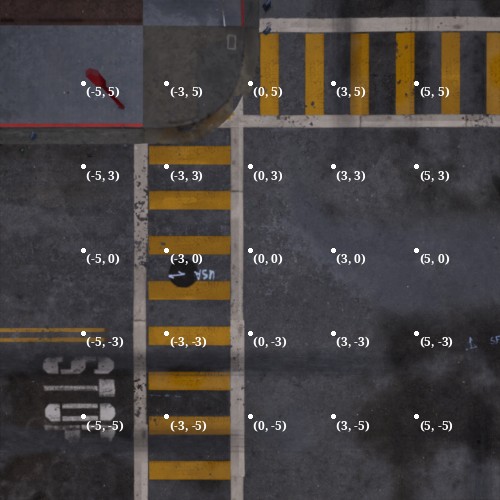 (-5, 5) (-3, 5) (0, 5) (3, 5) (5, 5)
(-5, 3) (-3, 3) (0, 3) (3, 3) (5, 3)
(-5, 0) (-3, 0) (0, 0) (3, 0) (5, 0)
(-5, -3) (-3, -3) (0, -3) (3, -3) (5, -3)
(-5, -5) (-3, -5) (0, -5) (3, -5) (5, -5)